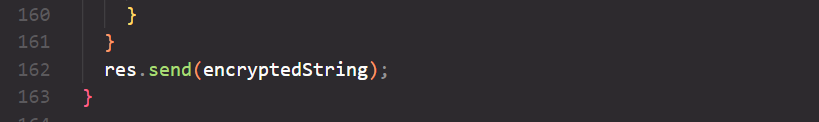 160 }
161 }
162 res.send(encryptedString);
163 }